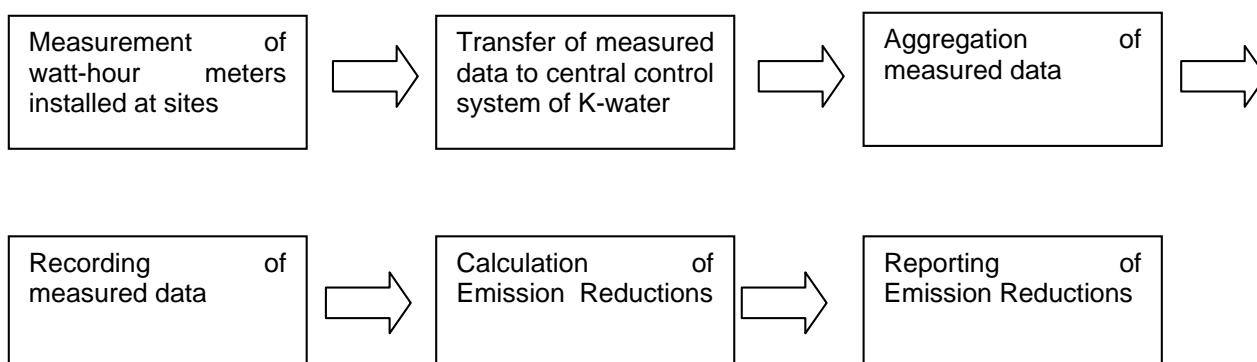 Measurement of
watt-hour meters
installed at sites
Transfer of measured
data to central control
system of K-water
Aggregation of
measured data
Recording of
measured data
Calculation of
Emission Reductions
Reporting of
Emission Reductions